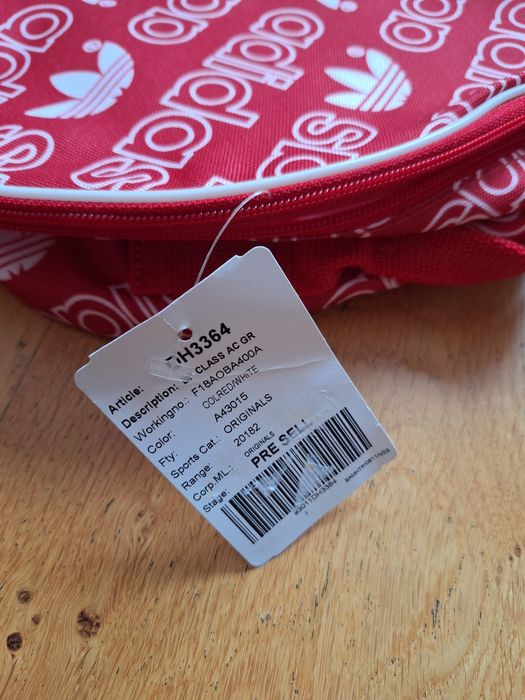 adidas
adidas
adidas
adidas
adidas
Article: DH3364
Description: CLASS AC GR
Workingno.: F18AOBA400A
Color: COLRED/WHITE
Fty.: A43015
Sports Cat.: ORIGINALS
Range: 20182
Corp.ML.: ORIGINALS
Stage: PRE SELL